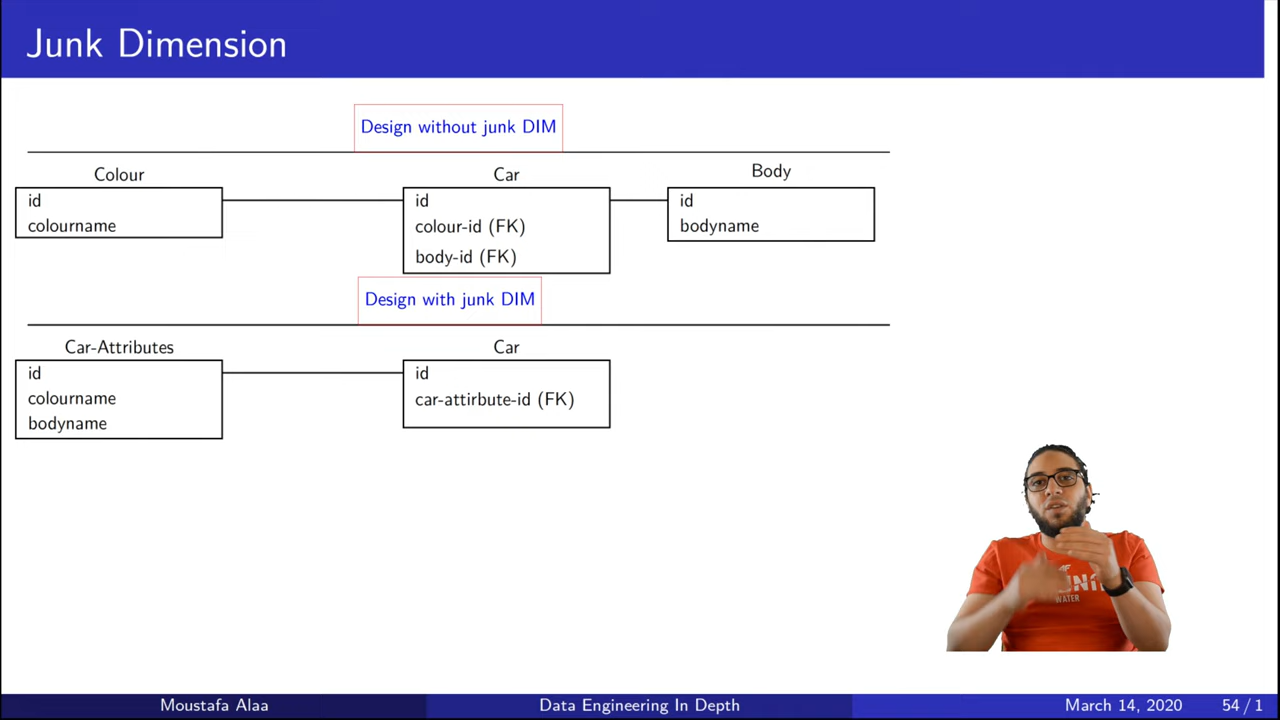 Junk Dimension
Design without junk DIM
Colour
id
colourname
Car
id
colour-id (FK)
body-id (FK)
Body
id
bodyname
Design with junk DIM
Car-Attributes
id
colourname
bodyname
Car
id
car-attirbute-id (FK)
WATER
Moustafa Alaa
Data Engineering In Depth
March 14, 2020
54 / 1